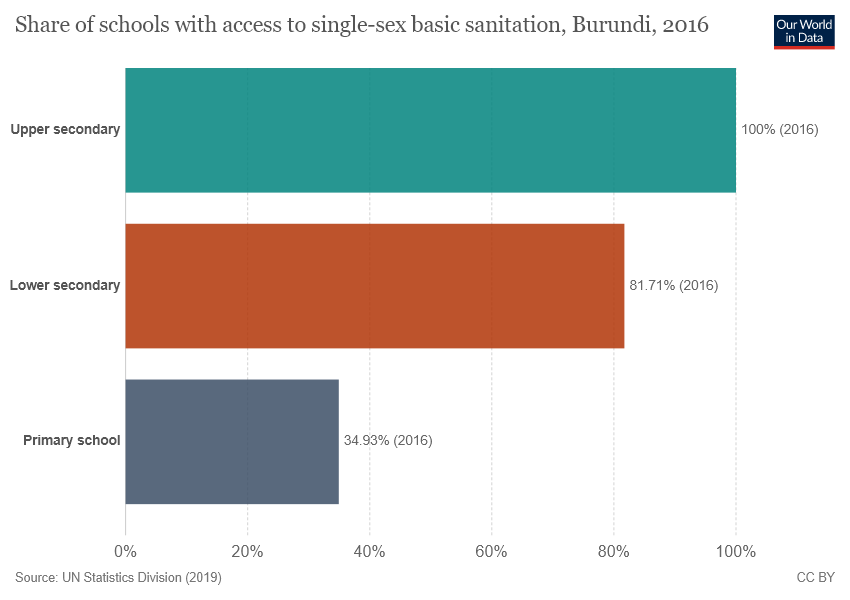 Share of schools with access to single-sex basic sanitation, Burundi, 2016
Our World
in Data
Upper secondary
100% (2016)
Lower secondary
81.71% (2016)
Primary school
34.93% (2016)
0%
20%
40%
60%
80%
100%
Source: UN Statistics Division (2019)
CC BY